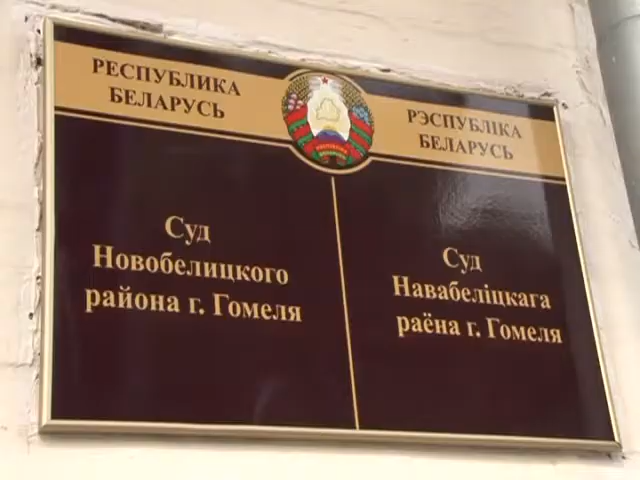 РЕСПУБЛИКА
БЕЛАРУСЬ
Суд
Новобелицкого
района г. Гомеля
РЭСПУБЛІКА
БЕЛАРУСЬ
Суд
Навабеліцкага
раёна г. Гомеля